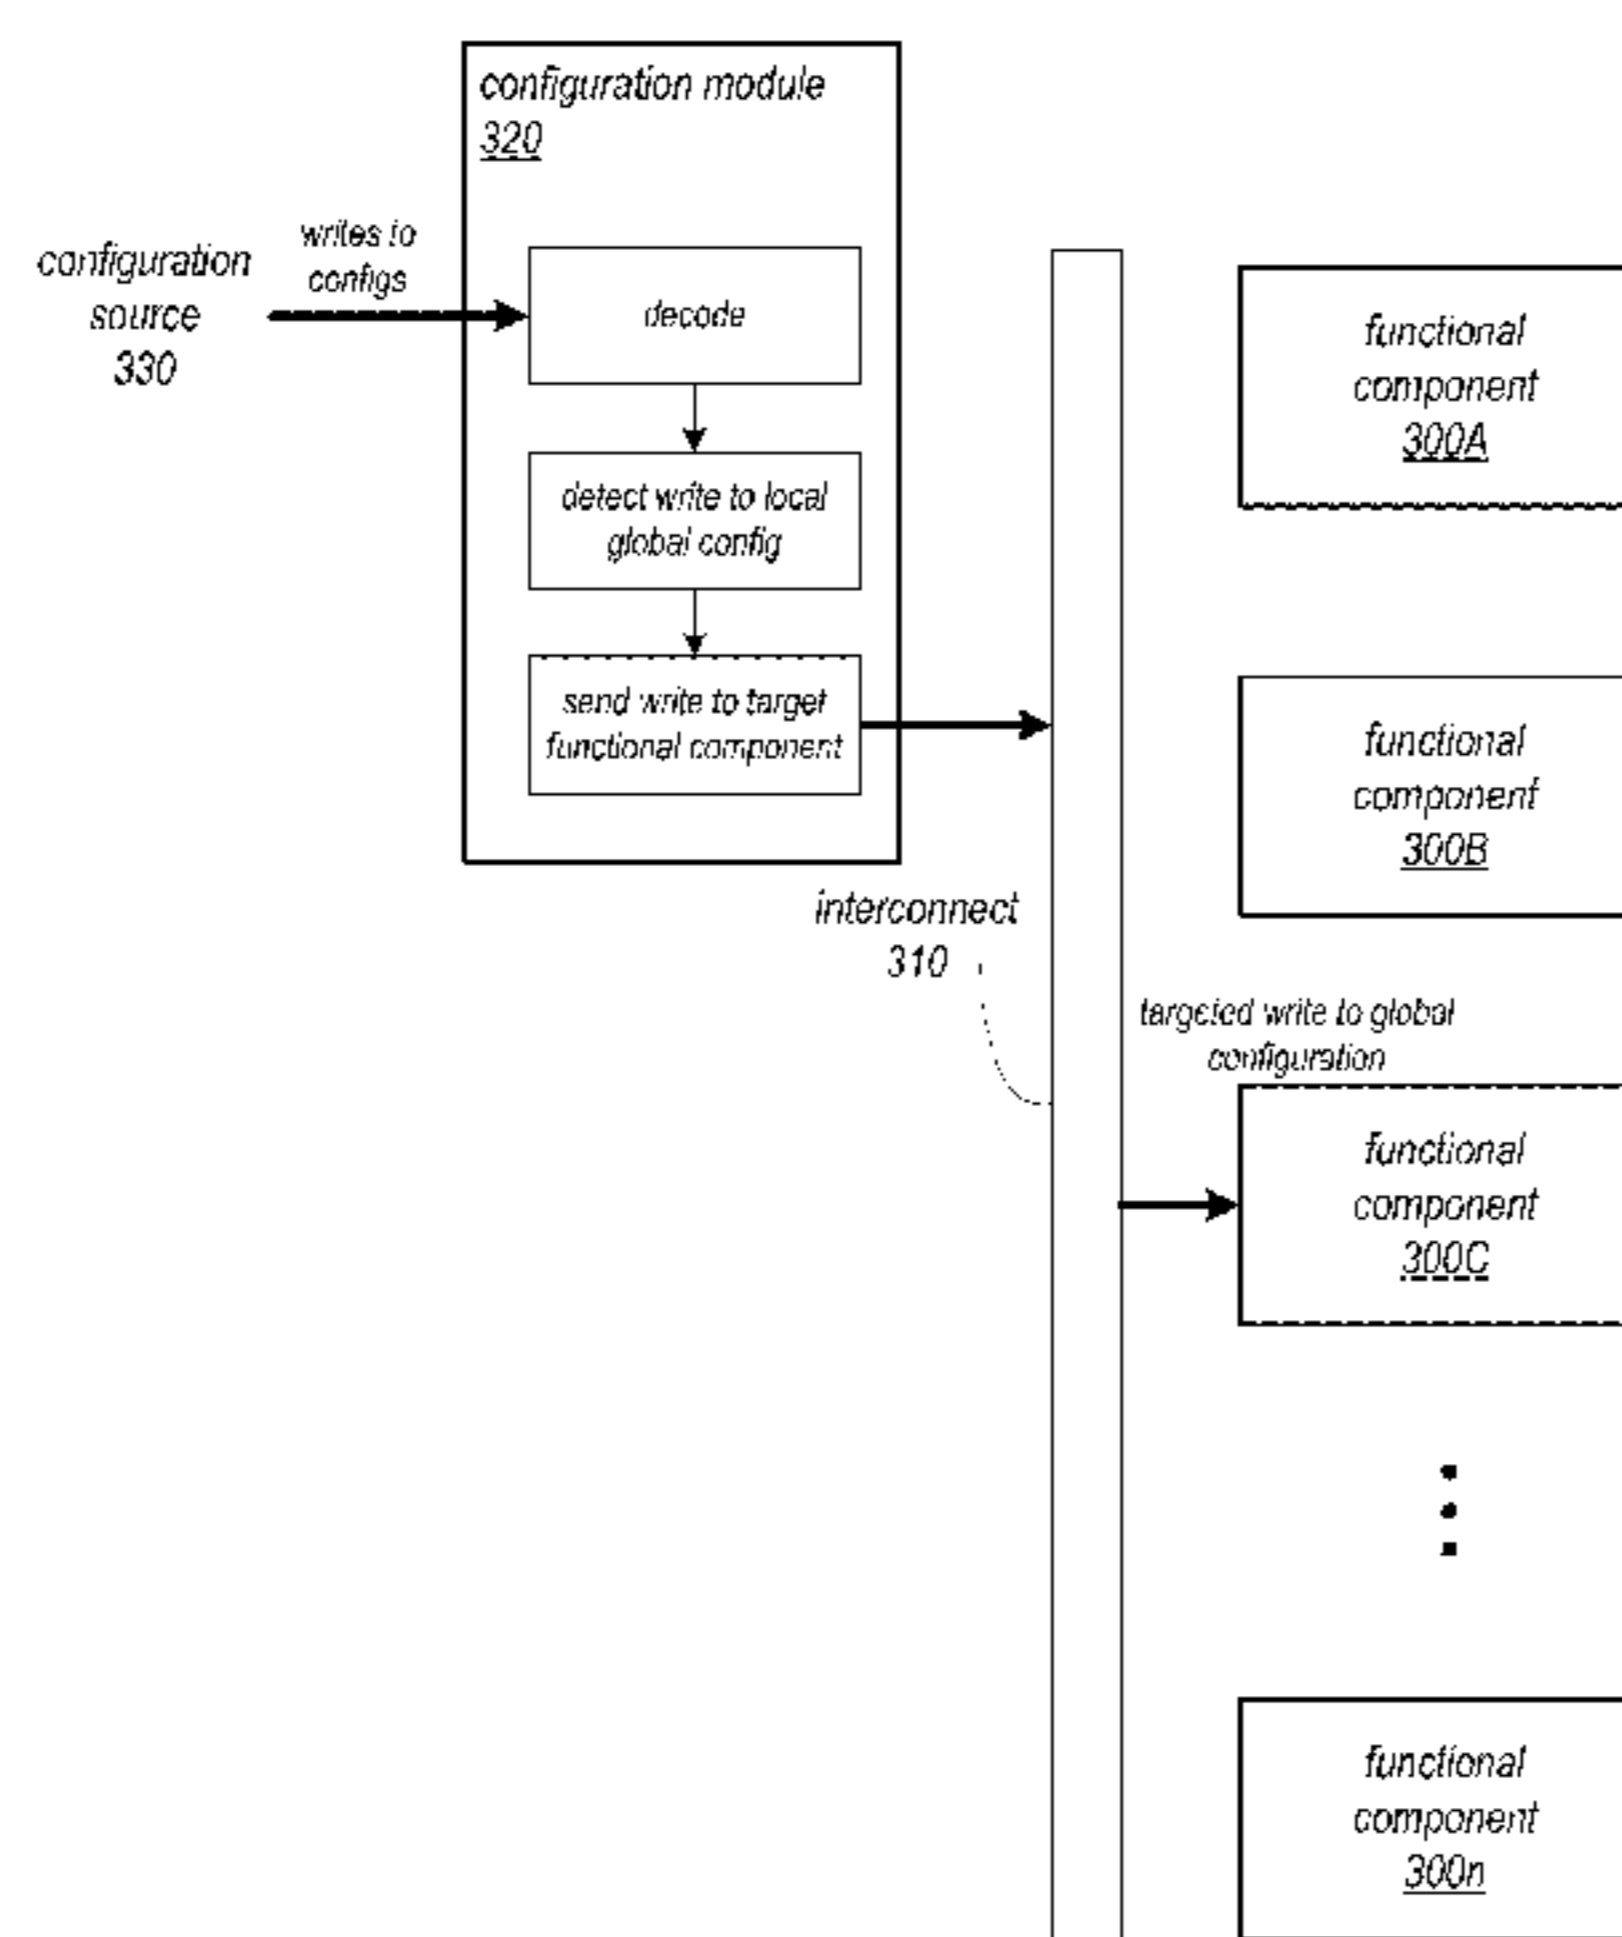 configuration module
320
writes to
configs
configuration
source
330
decode
detect write to local
global config
send write to target
functional component
interconnect
310
functional
component
300A
functional
component
300B
targeted write to global
configuration
functional
component
300C
functional
component
300n